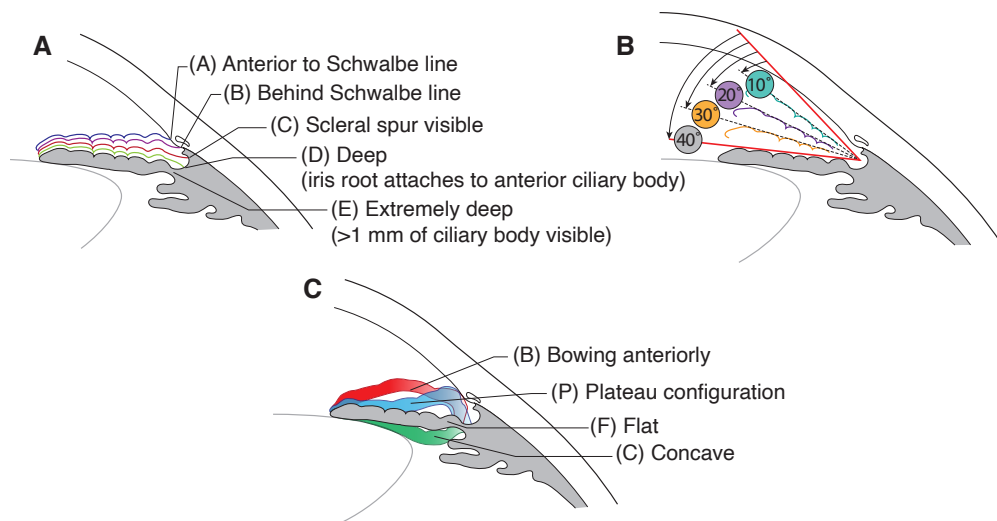 A
(A) Anterior to Schwalbe line
(B) Behind Schwalbe line
(C) Scleral spur visible
(D) Deep
(iris root attaches to anterior ciliary body)
(E) Extremely deep
(>1 mm of ciliary body visible)
B
10°
20°
30°
40°
C
(B) Bowing anteriorly
(P) Plateau configuration
(F) Flat
(C) Concave